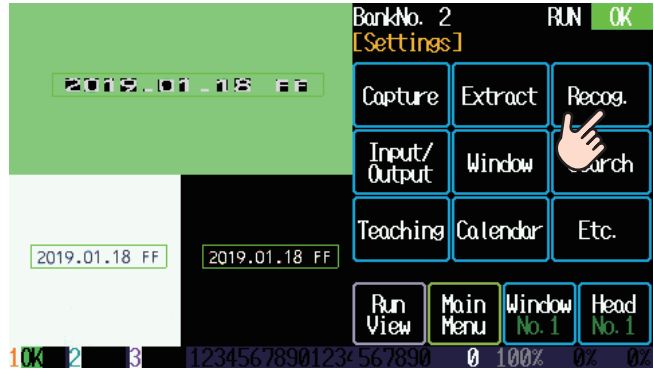 BankNo. 2 RUN OK
[Settings]
2019.01.18 FF
Capture Extract Recog.
Input/ Output Window
Teaching Calendar Etc.
2019.01.18 FF 2019.01.18 FF
Run View Main Menu Window No.1 Head No.1
1OK 2 3 1234567890123 567890 0 100% 0% 0%